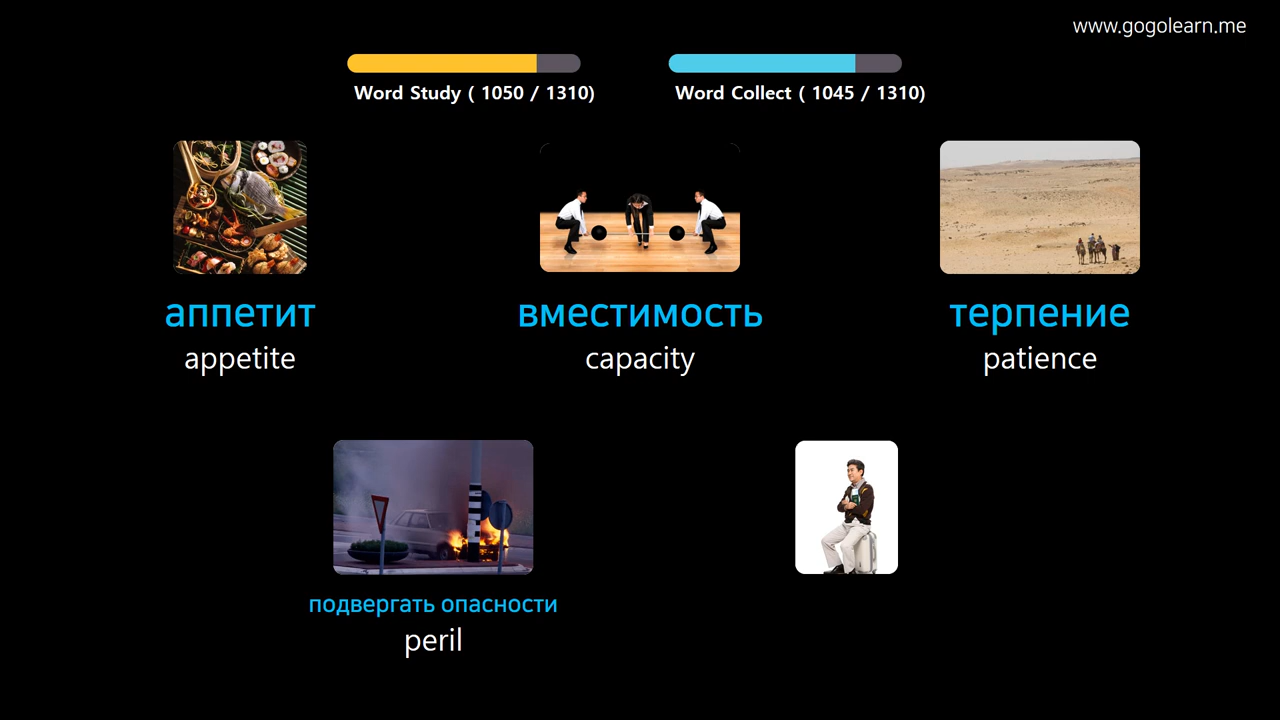 www.gogolearn.me
Word Study ( 1050 / 1310)
Word Collect ( 1045 / 1310)
аппетит
appetite
вместимость
capacity
терпение
patience
подвергать опасности
peril